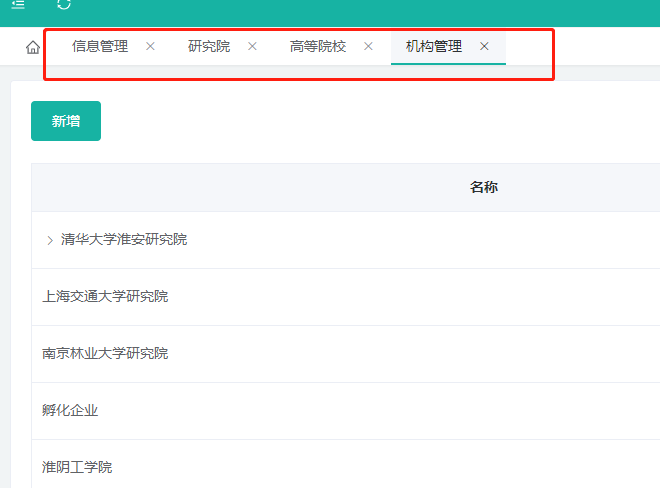 信息管理 研究院 高等院校 机构管理
新增
名称
清华大学淮安研究院
上海交通大学研究院
南京林业大学研究院
孵化企业
淮阴工学院